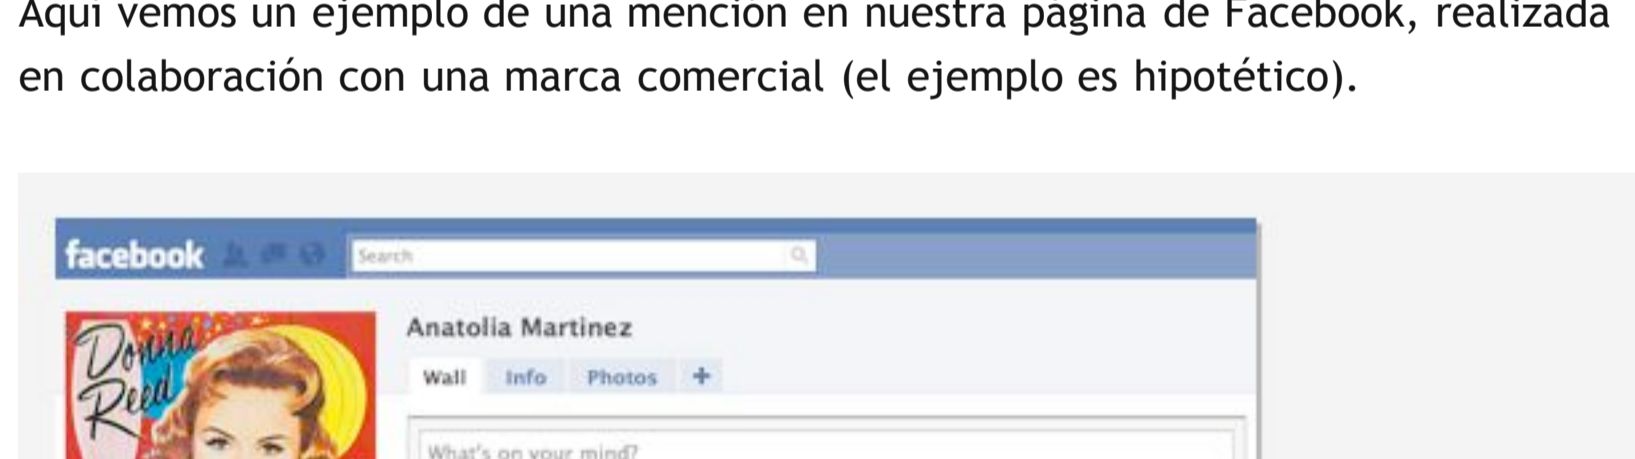 Aquí vemos un ejemplo de una mención en nuestra página de Facebook, realizada
en colaboración con una marca comercial (el ejemplo es hipotético).
facebook
Search
Anatolia Martinez
Wall Info Photos +
Donna
Reed
What's on your mind?